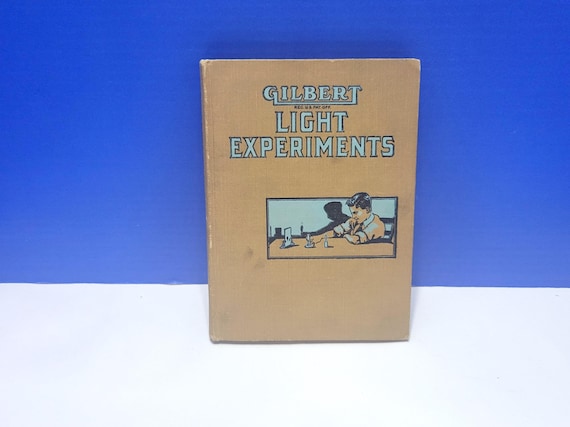 GILBERT
REG. U.S. PAT. OFF.
LIGHT
EXPERIMENTS